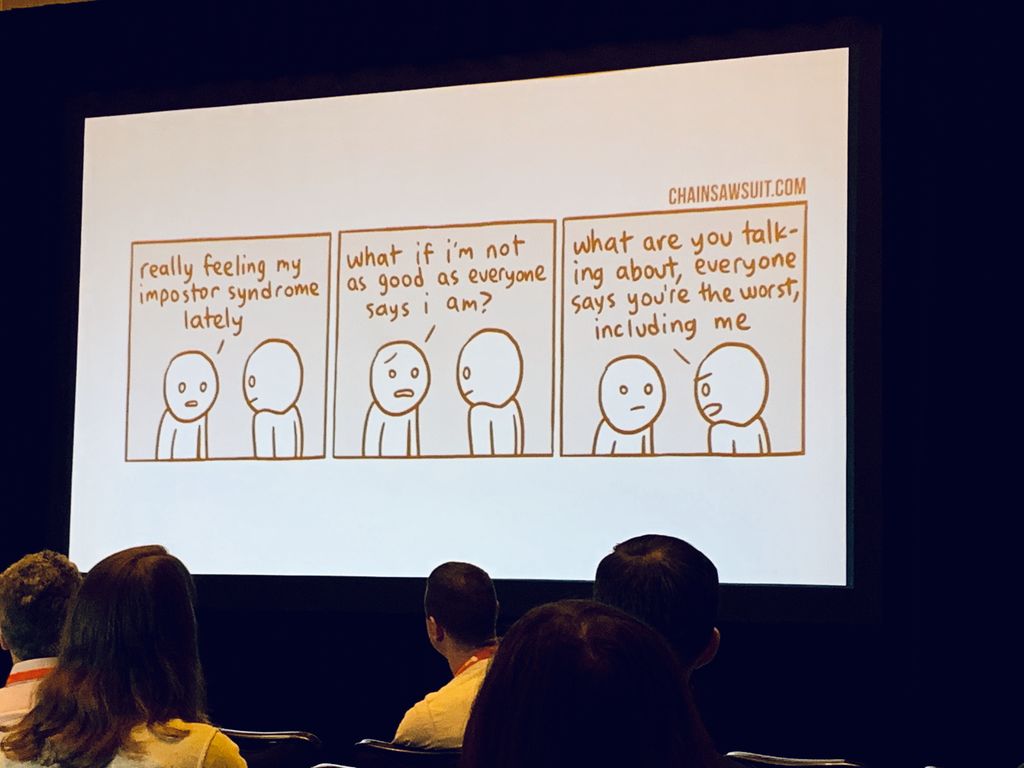 CHAINSAWSUIT.COM
really feeling my
impostor syndrome
lately
what if i'm not
as good as everyone
says i am?
what are you talk-
ing about, everyone
says you're the worst,
including me